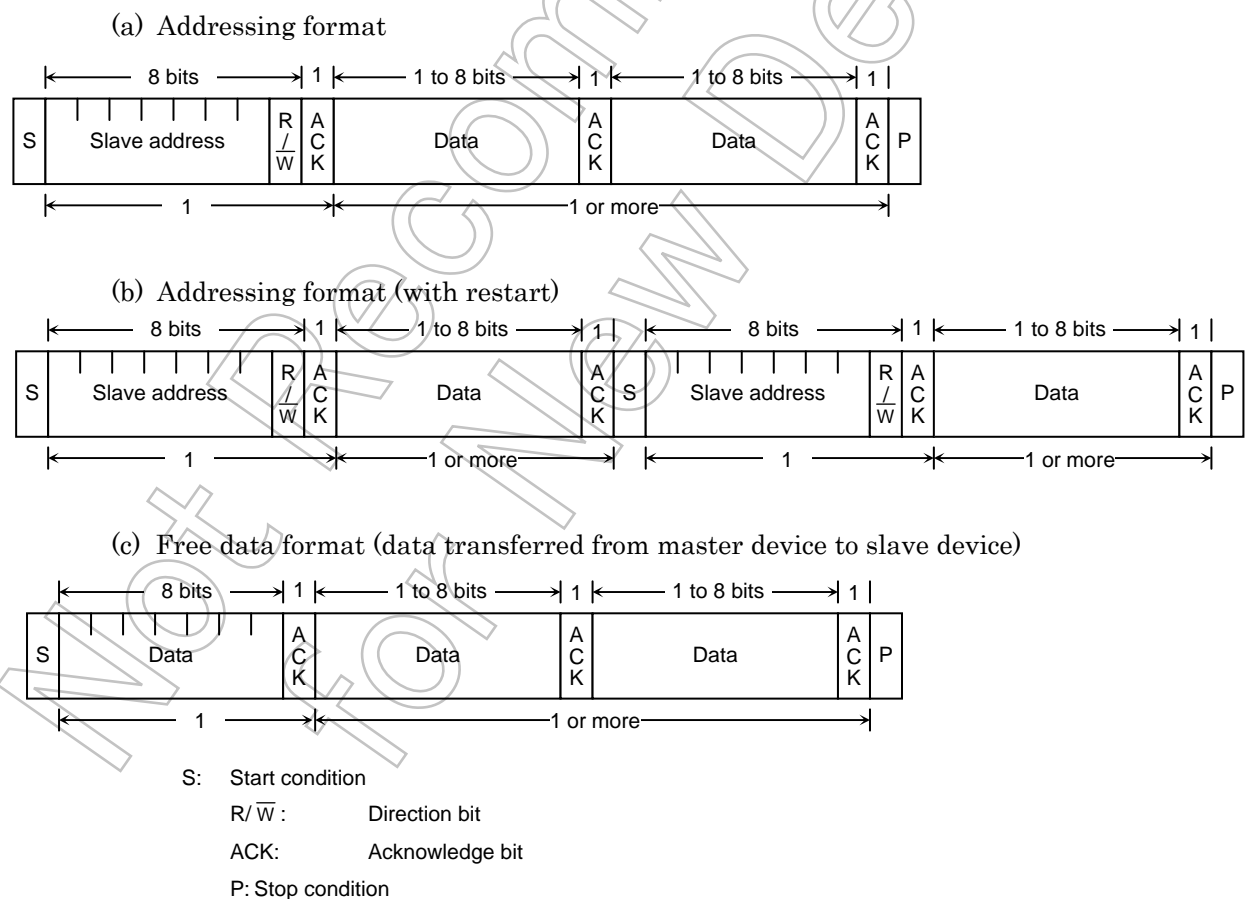 (a) Addressing format
8 bits 1 1 to 8 bits 1 1 to 8 bits 1
S Slave address R/W̅ ACK Data ACK Data ACK P
1 1 or more
(b) Addressing format (with restart)
8 bits 1 1 to 8 bits 1 8 bits 1 1 to 8 bits 1
S Slave address R/W̅ ACK Data ACK S Slave address R/W̅ ACK Data ACK P
1 1 or more 1 1 or more
(c) Free data format (data transferred from master device to slave device)
8 bits 1 1 to 8 bits 1 1 to 8 bits 1
S Data ACK Data ACK Data ACK P
1 1 or more
S: Start condition
R/W̅ : Direction bit
ACK: Acknowledge bit
P: Stop condition
Not Recom
for New De